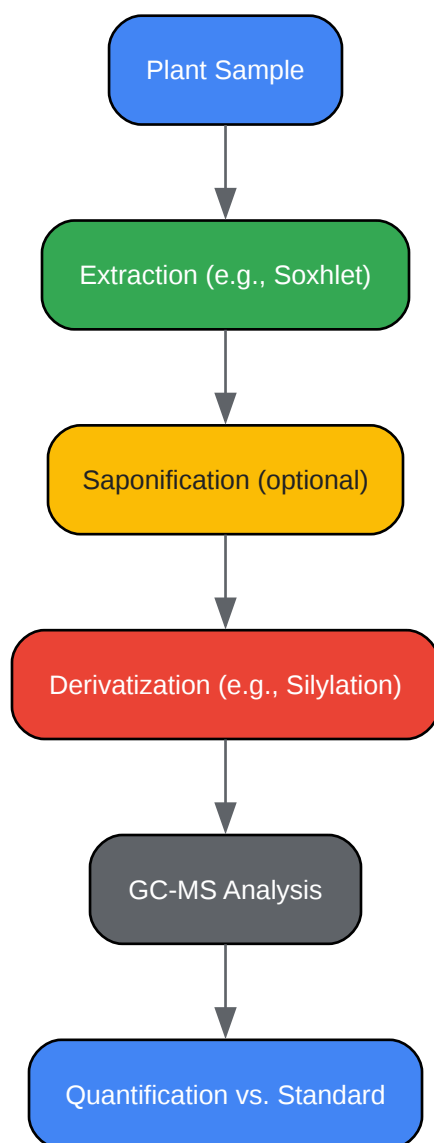 Plant Sample
Extraction (e.g., Soxhlet)
Saponification (optional)
Derivatization (e.g., Silylation)
GC-MS Analysis
Quantification vs. Standard